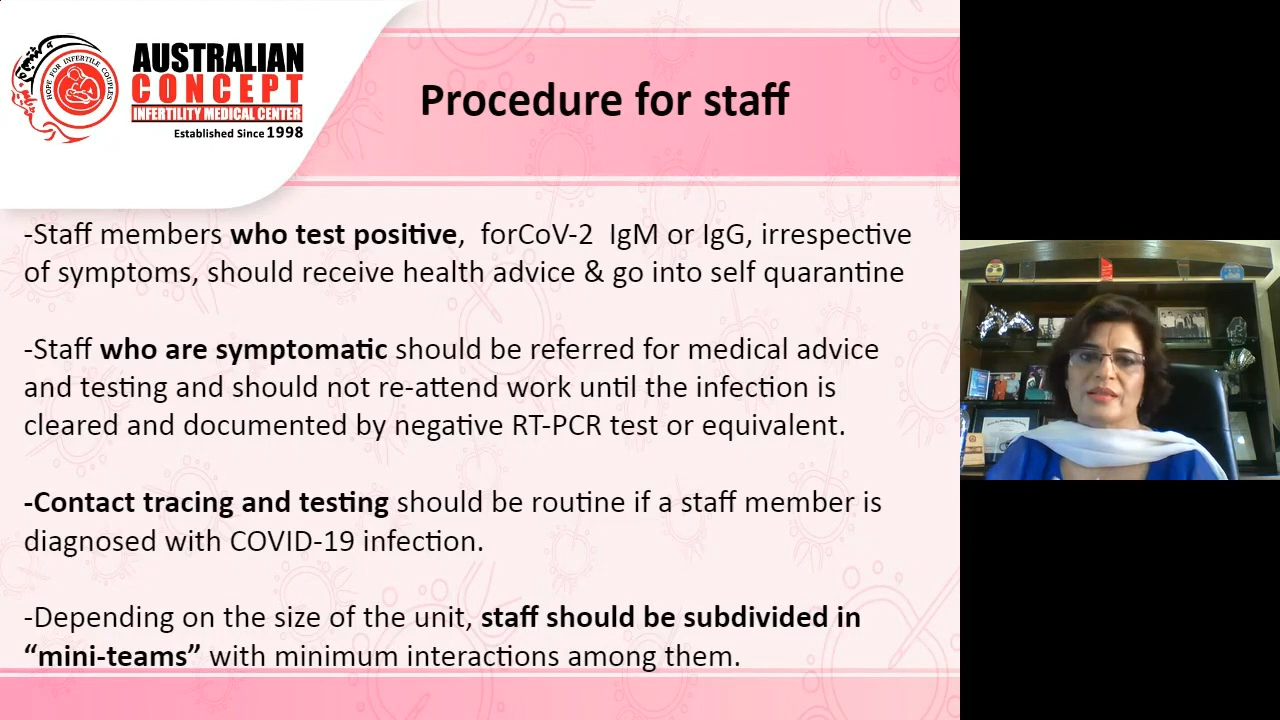 HOPE FOR INFERTILE COUPLES
AUSTRALIAN
CONCEPT
INFERTILITY MEDICAL CENTER
Established Since 1998
Procedure for staff
-Staff members who test positive,  forCoV-2  IgM or IgG, irrespective
of symptoms, should receive health advice & go into self quarantine
-Staff who are symptomatic should be referred for medical advice
and testing and should not re-attend work until the infection is
cleared and documented by negative RT-PCR test or equivalent.
-Contact tracing and testing should be routine if a staff member is
diagnosed with COVID-19 infection.
-Depending on the size of the unit, staff should be subdivided in
“mini-teams” with minimum interactions among them.